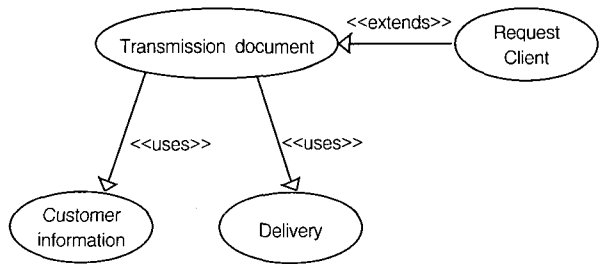 <<extends>>
Transmission document
Request
Client
<<uses>>
<<uses>>
Customer
information
Delivery